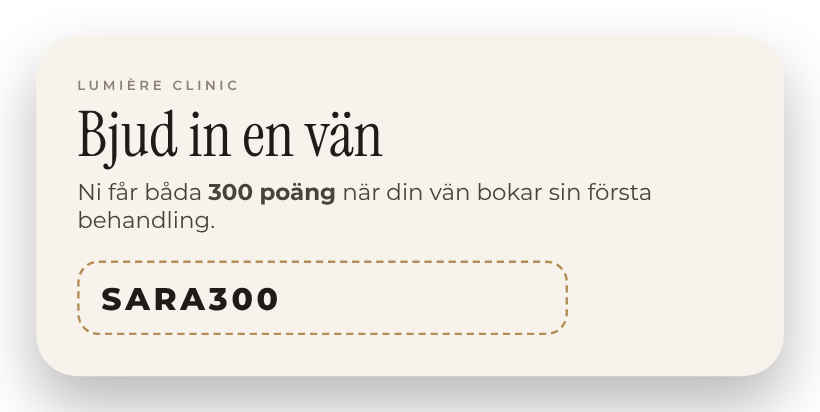 LUMIÈRE CLINIC
Bjud in en vän
Ni får båda 300 poäng när din vän bokar sin första
behandling.
SARA300